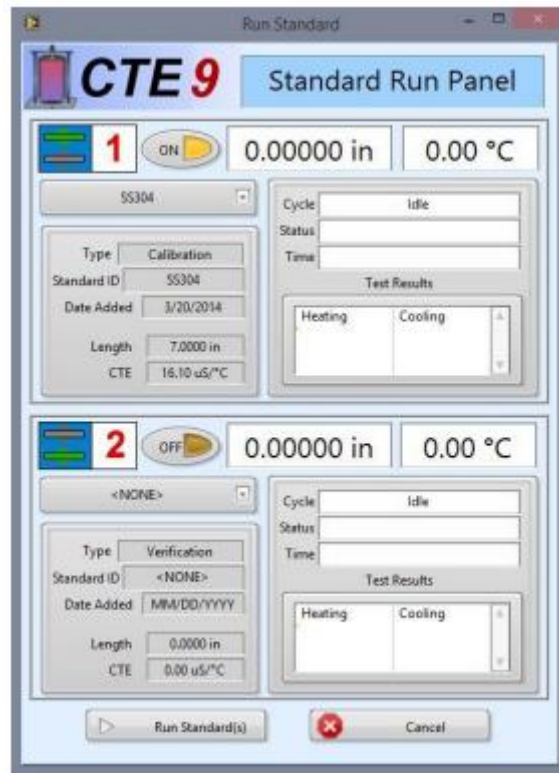 Run Standard
CTE 9 Standard Run Panel
1 ON 0.00000 in 0.00 °C
SS304
Type Calibration
Standard ID SS304
Date Added 3/20/2014
Length 7.0000 in
CTE 16.10 uS/°C
Cycle Idle
Status
Time
Test Results
Heating Cooling
2 OFF 0.00000 in 0.00 °C
<NONE>
Type Verification
Standard ID <NONE>
Date Added MM/DD/YYYY
Length 0.0000 in
CTE 0.00 uS/°C
Cycle Idle
Status
Time
Test Results
Heating Cooling
Run Standard(s) Cancel